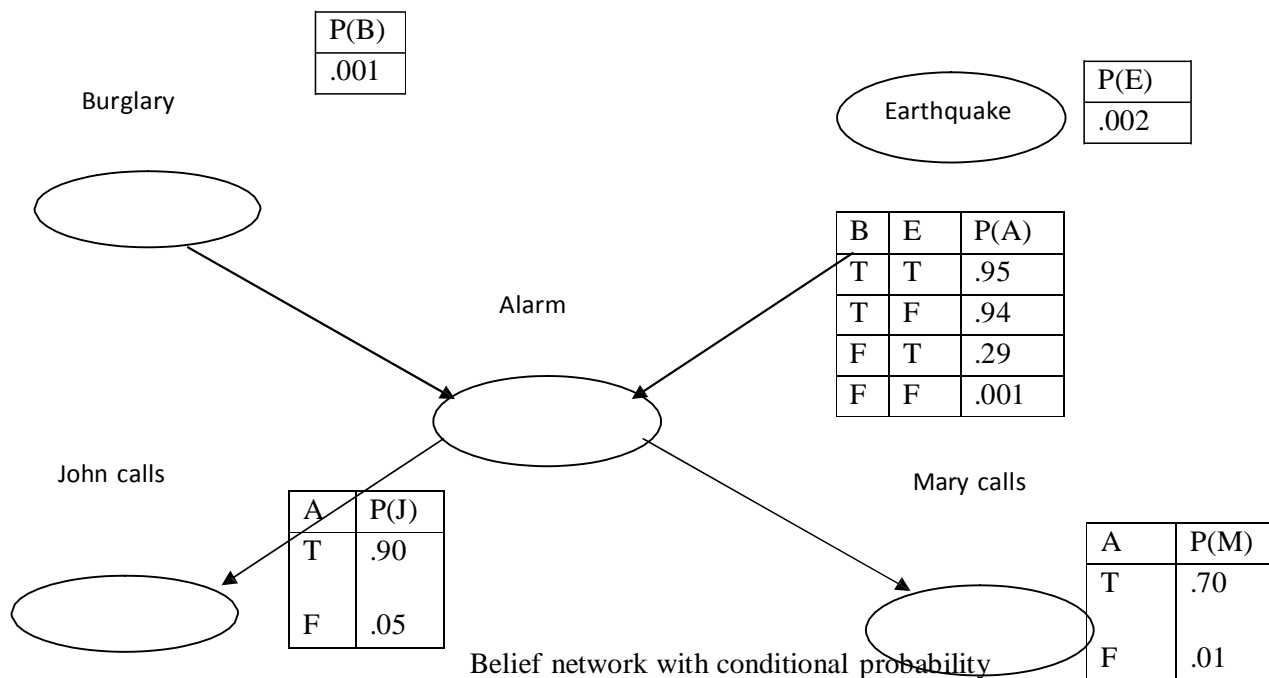 P(B)
.001
Burglary
Earthquake
P(E)
.002
B E P(A)
T T .95
T F .94
F T .29
F F .001
Alarm
John calls
A P(J)
T .90
F .05
Mary calls
A P(M)
T .70
F .01
Belief network with conditional probability